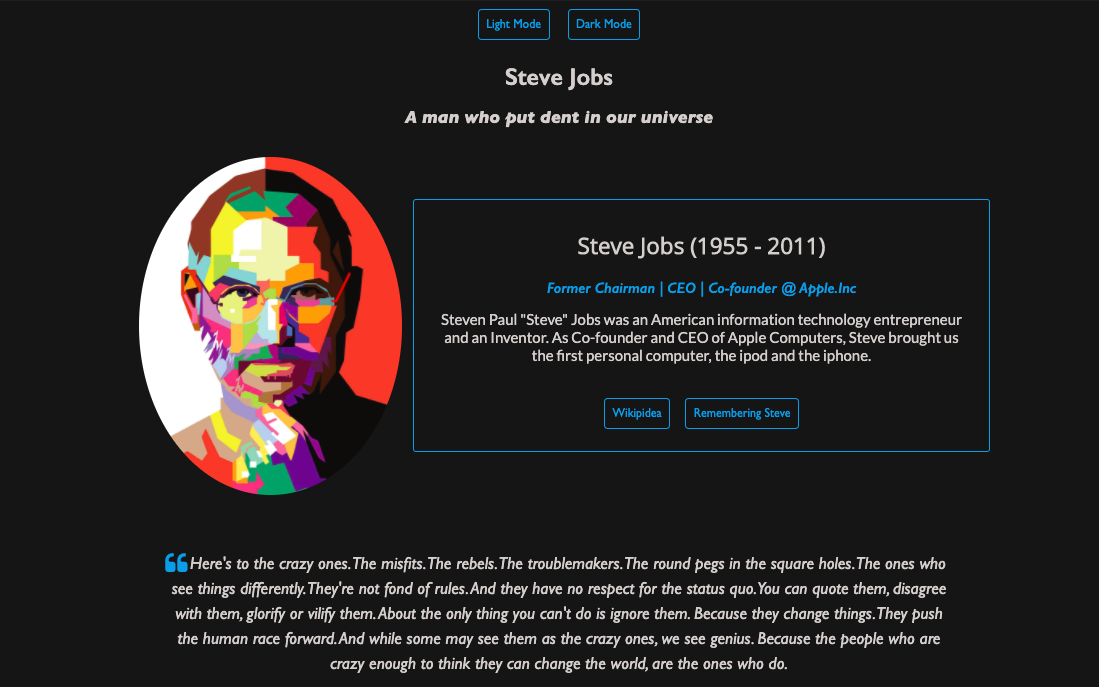 Light Mode Dark Mode
Steve Jobs
A man who put dent in our universe
Steve Jobs (1955 - 2011)
Former Chairman | CEO | Co-founder @ Apple.Inc
Steven Paul "Steve" Jobs was an American information technology entrepreneur
and an Inventor. As Co-founder and CEO of Apple Computers, Steve brought us
the first personal computer, the ipod and the iphone.
Wikipidea Remembering Steve
❝Here's to the crazy ones. The misfits. The rebels. The troublemakers. The round pegs in the square holes. The ones who
see things differently. They're not fond of rules. And they have no respect for the status quo. You can quote them, disagree
with them, glorify or vilify them. About the only thing you can't do is ignore them. Because they change things. They push
the human race forward. And while some may see them as the crazy ones, we see genius. Because the people who are
crazy enough to think they can change the world, are the ones who do.